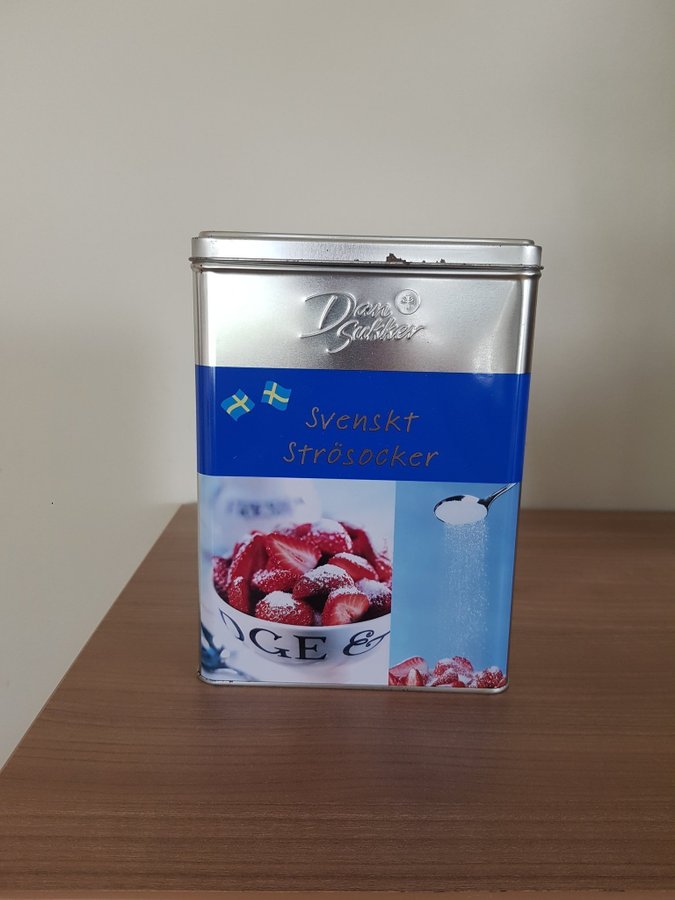 Dan
Sukker
Svenskt
Strösocker
DGE &